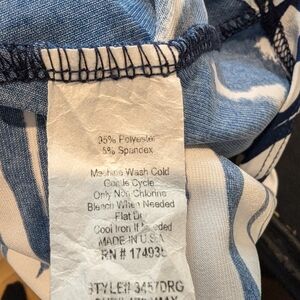 95% Polyester
5% Spandex
Machine Wash Cold
Gentle Cycle
Only Non-Chlorine
Bleach When Needed
Flat Dry
Cool Iron If Needed
MADE IN U.S.A
RN # 174935
STYLE# 3457DRG